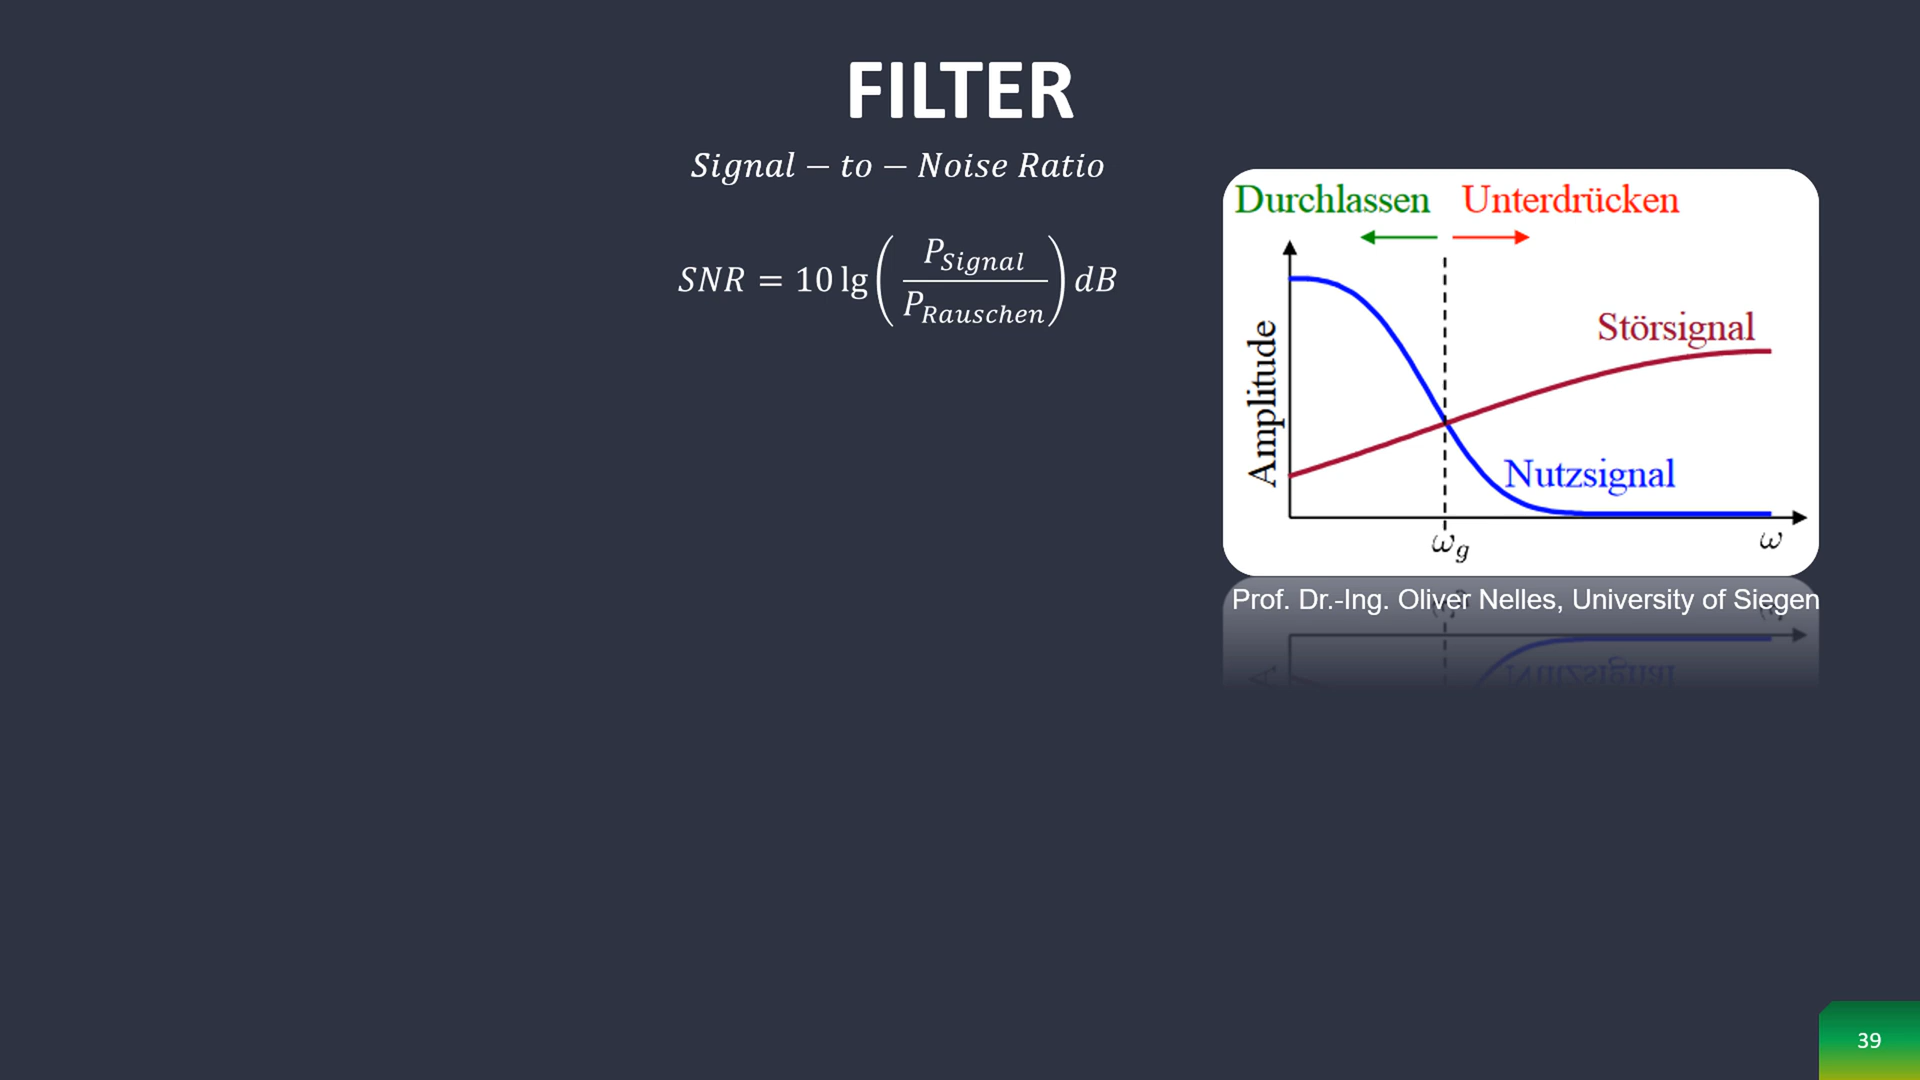 FILTER
Signal − to − Noise Ratio
SNR = 10 lg(P_Signal / P_Rauschen) dB
Durchlassen Unterdrücken
Störsignal
Amplitude
Nutzsignal
ω_g ω
Prof. Dr.-Ing. Oliver Nelles, University of Siegen
39